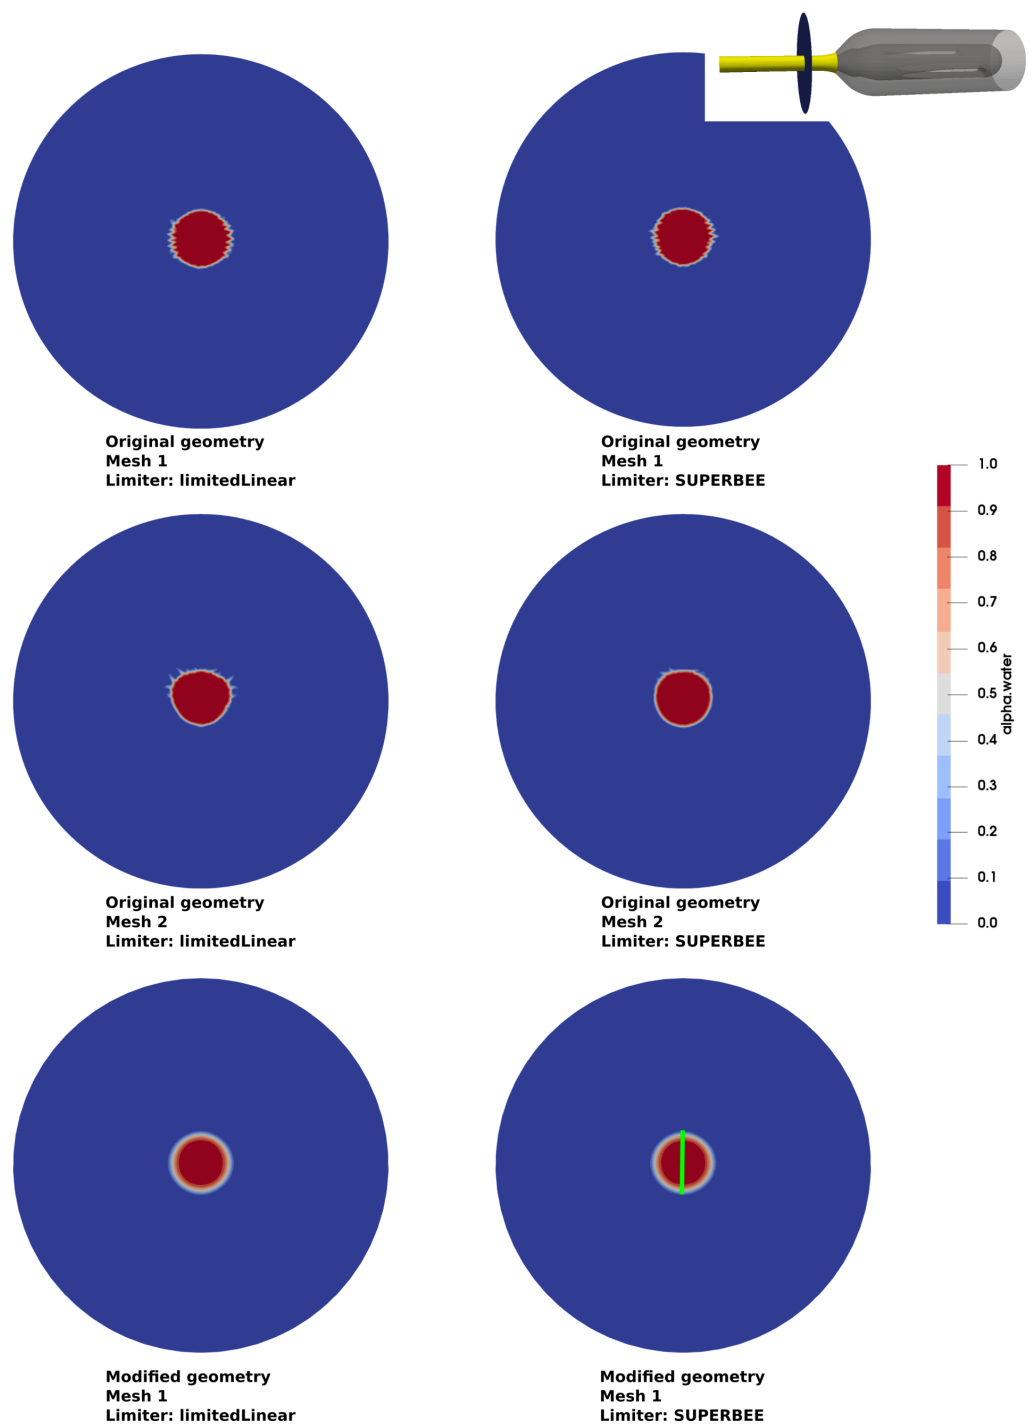 Original geometry
Mesh 1
Limiter: limitedLinear
Original geometry
Mesh 1
Limiter: SUPERBEE
1.0
0.9
0.8
0.7
0.6
0.5
0.4
0.3
0.2
0.1
0.0
alpha.water
Original geometry
Mesh 2
Limiter: limitedLinear
Original geometry
Mesh 2
Limiter: SUPERBEE
Modified geometry
Mesh 1
Limiter: limitedLinear
Modified geometry
Mesh 1
Limiter: SUPERBEE